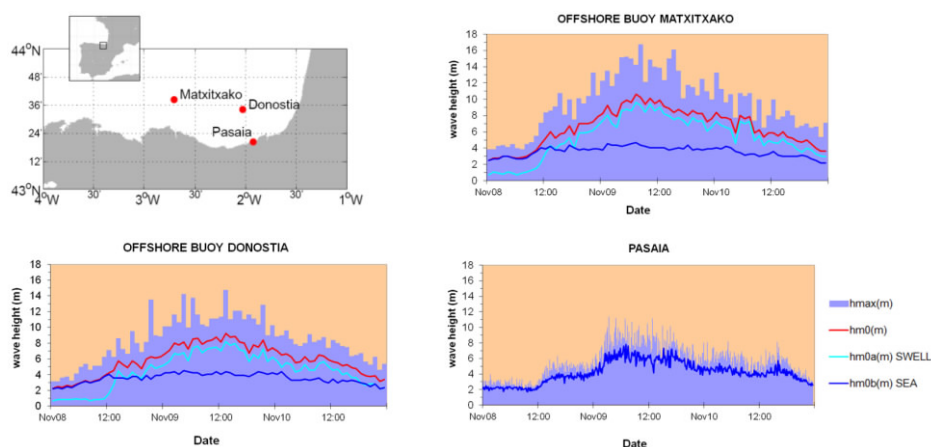 OFFSHORE BUOY MATXITXAKO
44°N
48
36
24
12
43°N
4°W
30'
3°W
30'
2°W
30'
1°W
Matxitxako
Donostia
Pasaia
wave height (m)
18
16
14
12
10
8
6
4
2
0
Nov08
12:00
Nov09
12:00
Nov10
12:00
Date
OFFSHORE BUOY DONOSTIA
wave height (m)
18
16
14
12
10
8
6
4
2
0
Nov08
12:00
Nov09
12:00
Nov10
12:00
Date
PASAIA
wave height (m)
18
16
14
12
10
8
6
4
2
0
Nov08
12:00
Nov09
12:00
Nov10
12:00
Date
hmax(m)
hm0(m)
hm0a(m) SWELL
hm0b(m) SEA